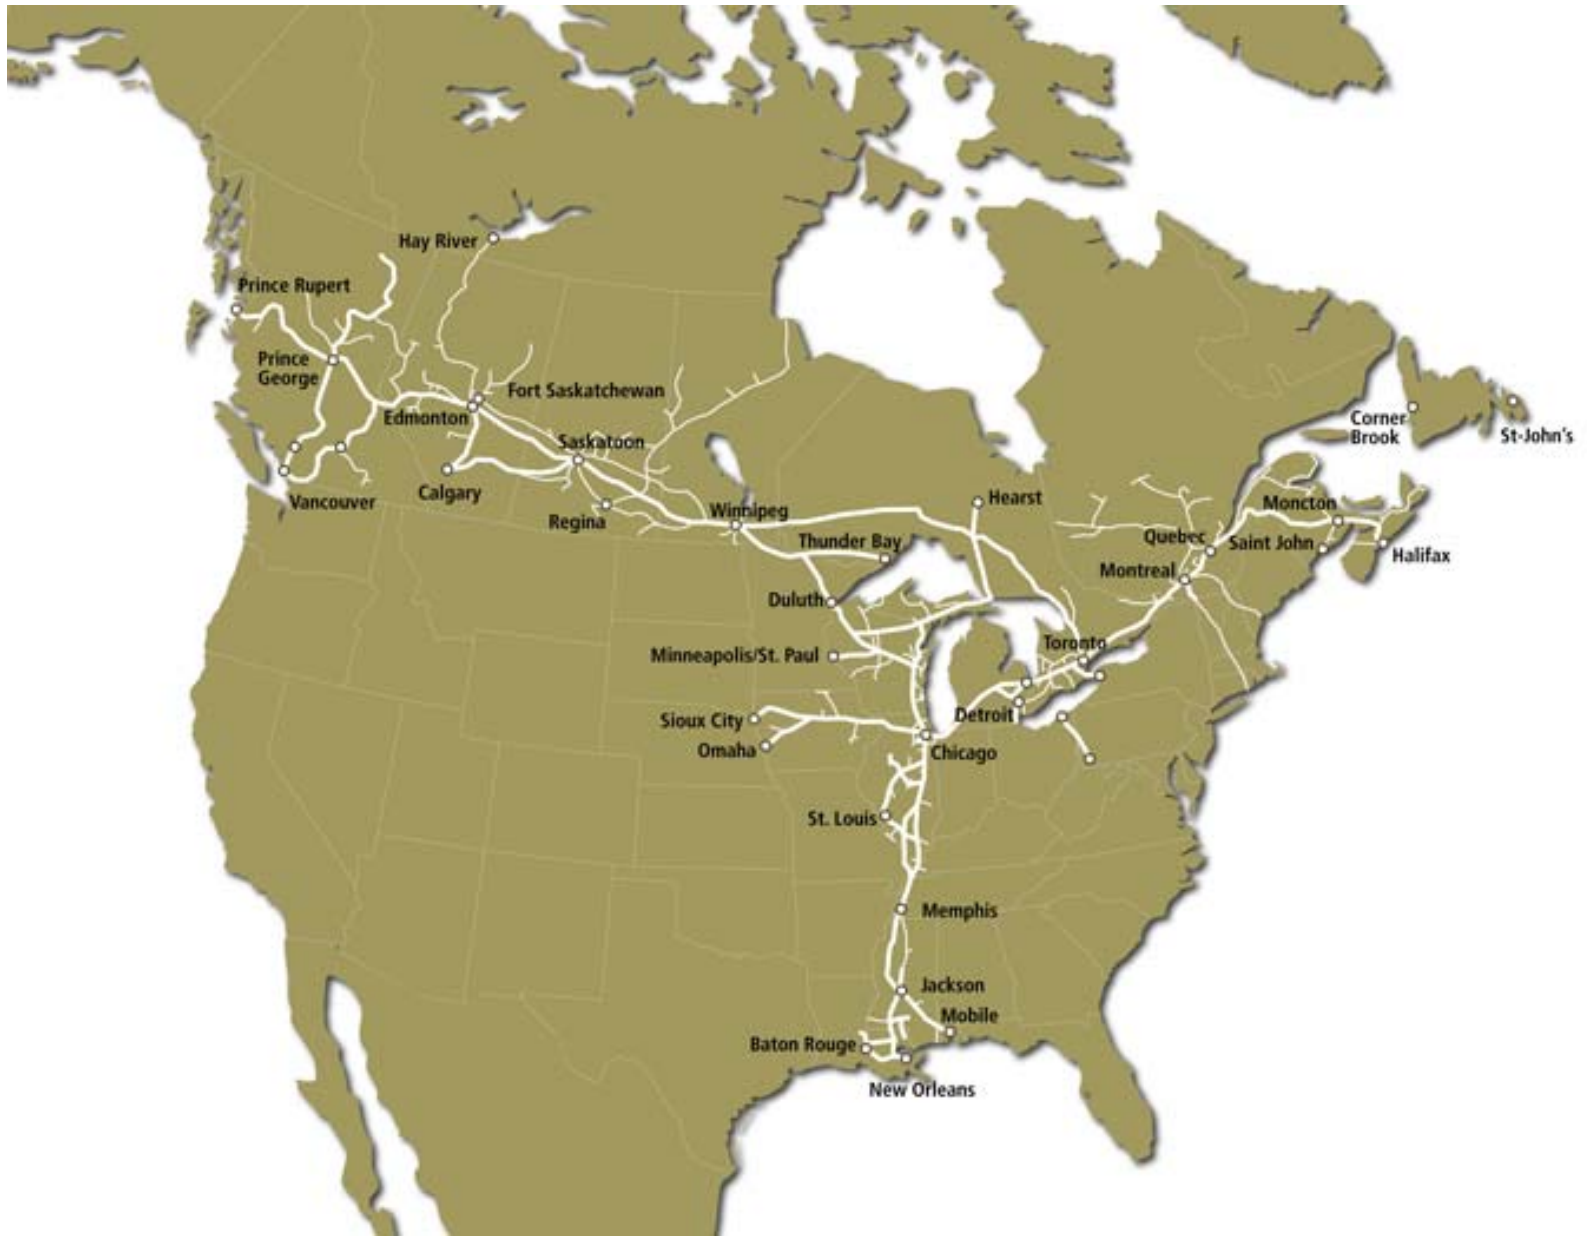 Hay River
Prince Rupert
Prince
George
Fort Saskatchewan
Edmonton
Corner
Brook
St-John's
Saskatoon
Calgary
Vancouver
Hearst
Moncton
Winnipeg
Regina
Thunder Bay
Quebec
Saint John
Halifax
Montreal
Duluth
Toronto
Minneapolis/St. Paul
Detroit
Sioux City
Omaha
Chicago
St. Louis
Memphis
Jackson
Mobile
Baton Rouge
New Orleans